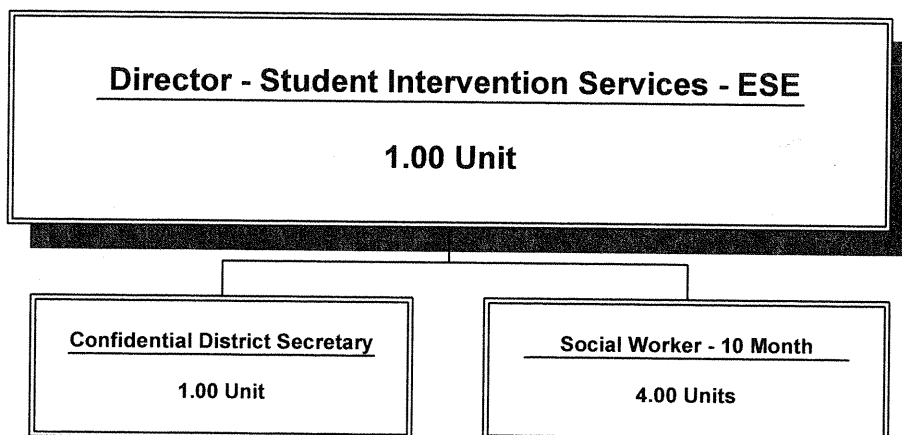 Director - Student Intervention Services - ESE
1.00 Unit
Confidential District Secretary
1.00 Unit
Social Worker - 10 Month
4.00 Units